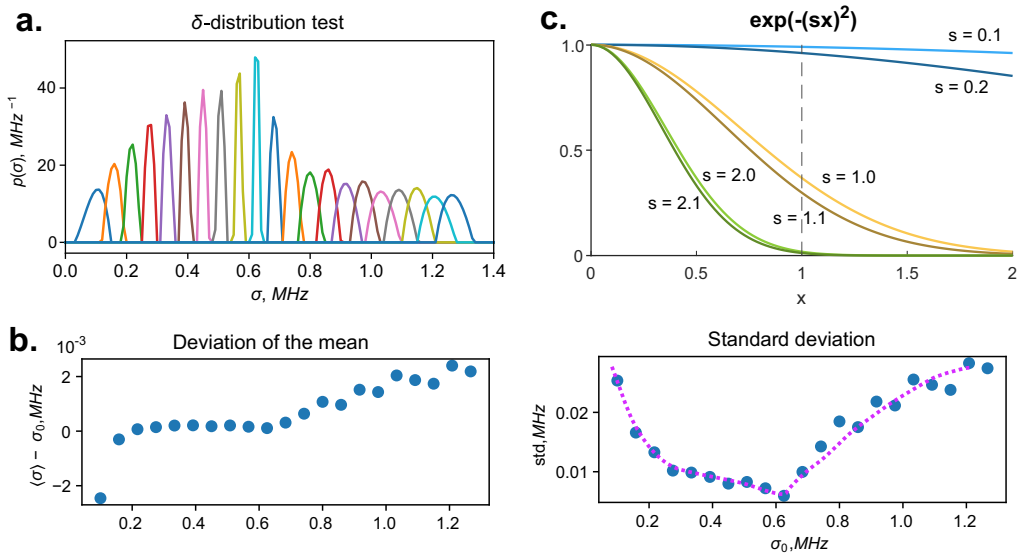 a.
δ-distribution test
p(σ), MHz⁻¹
40
20
0
0.0 0.2 0.4 0.6 0.8 1.0 1.2 1.4
σ, MHz
c.
exp(-(sx)²)
1.0
0.5
0
s = 0.1
s = 0.2
s = 1.0
s = 2.0
s = 2.1
s = 1.1
0 0.5 1 1.5 2
x
b.
10⁻³
Deviation of the mean
⟨σ⟩ − σ₀, MHz
2
0
−2
0.2 0.4 0.6 0.8 1.0 1.2
Standard deviation
std, MHz
0.02
0.01
0.2 0.4 0.6 0.8 1.0 1.2
σ₀, MHz